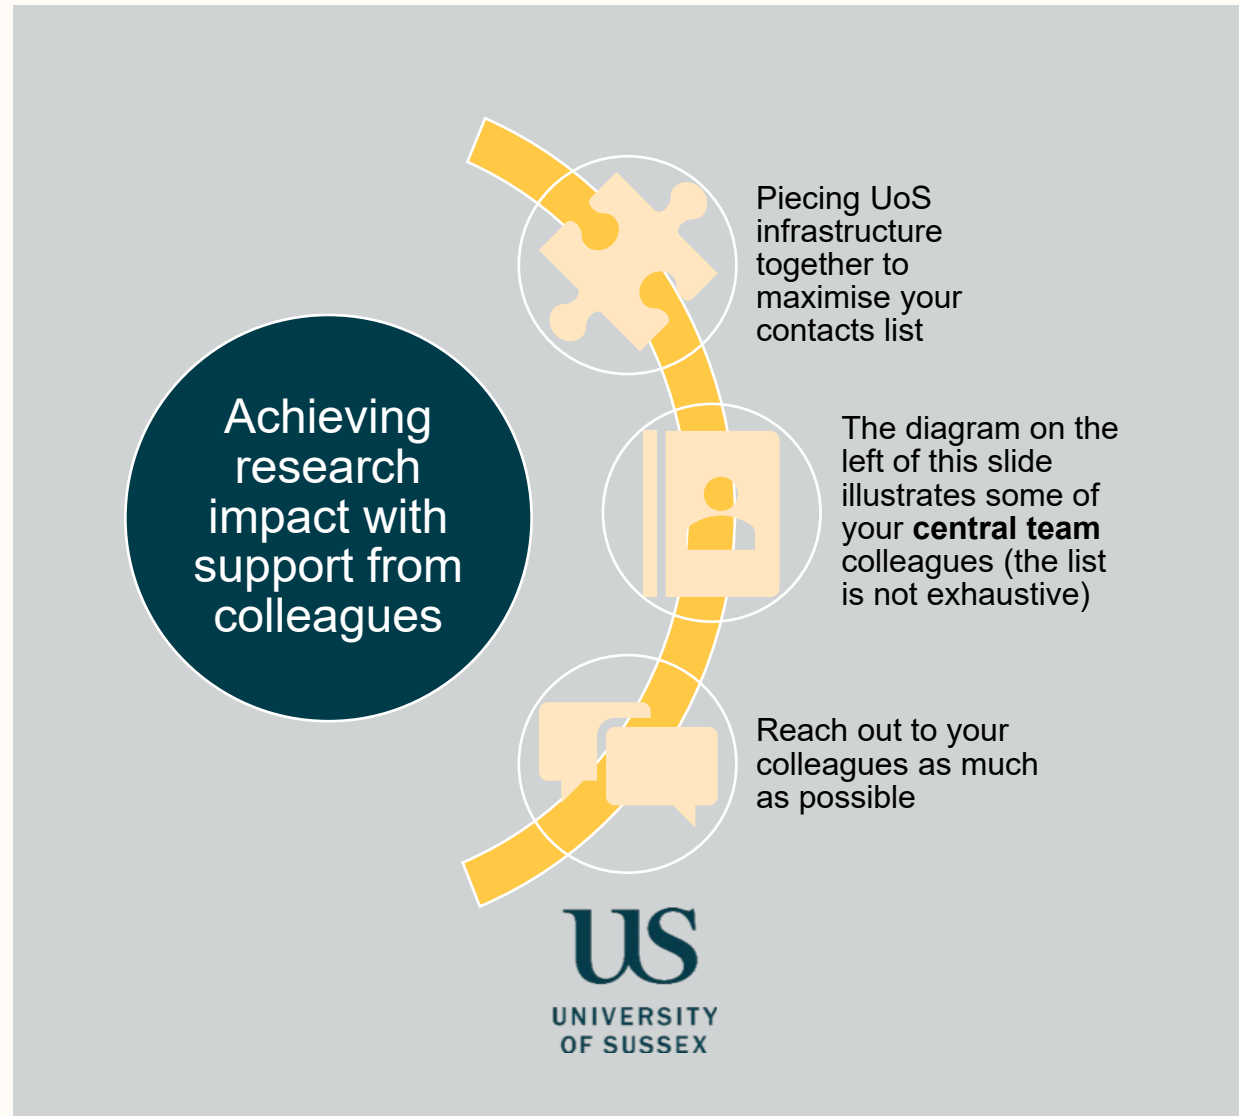 Achieving
research
impact with
support from
colleagues
Piecing UoS
infrastructure
together to
maximise your
contacts list
The diagram on the
left of this slide
illustrates some of
your central team
colleagues (the list
is not exhaustive)
Reach out to your
colleagues as much
as possible
US
UNIVERSITY
OF SUSSEX